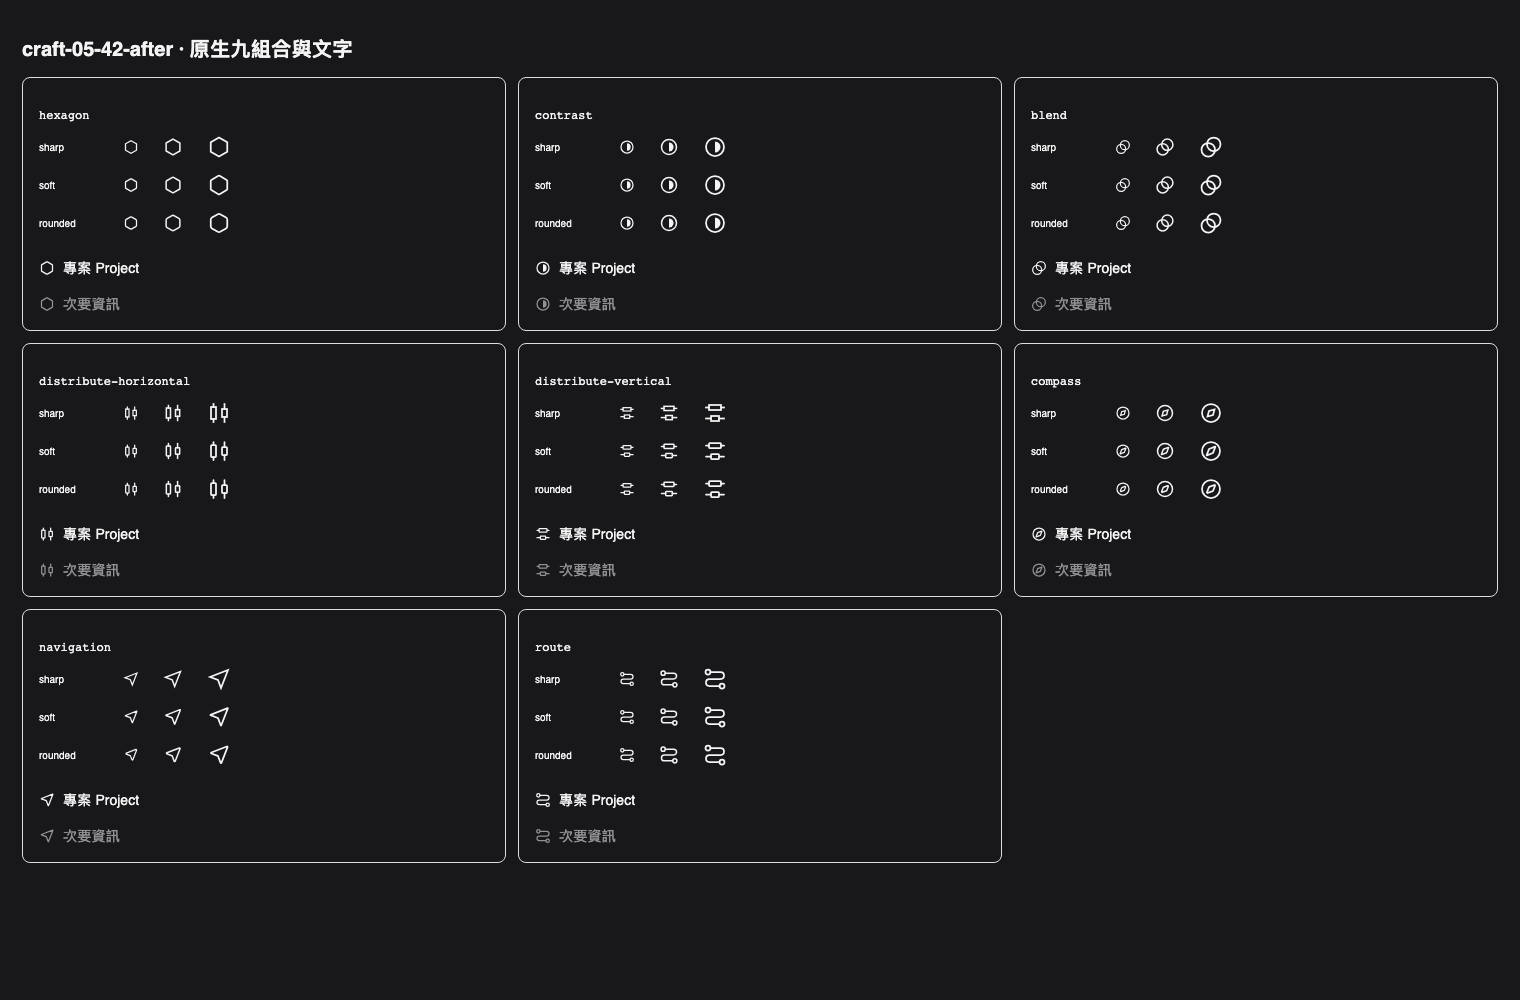 craft-05-42-after · 原生九組合與文字
hexagon
sharp
soft
rounded
專案 Project
次要資訊
contrast
sharp
soft
rounded
專案 Project
次要資訊
blend
sharp
soft
rounded
專案 Project
次要資訊
distribute-horizontal
sharp
soft
rounded
專案 Project
次要資訊
distribute-vertical
sharp
soft
rounded
專案 Project
次要資訊
compass
sharp
soft
rounded
專案 Project
次要資訊
navigation
sharp
soft
rounded
專案 Project
次要資訊
route
sharp
soft
rounded
專案 Project
次要資訊